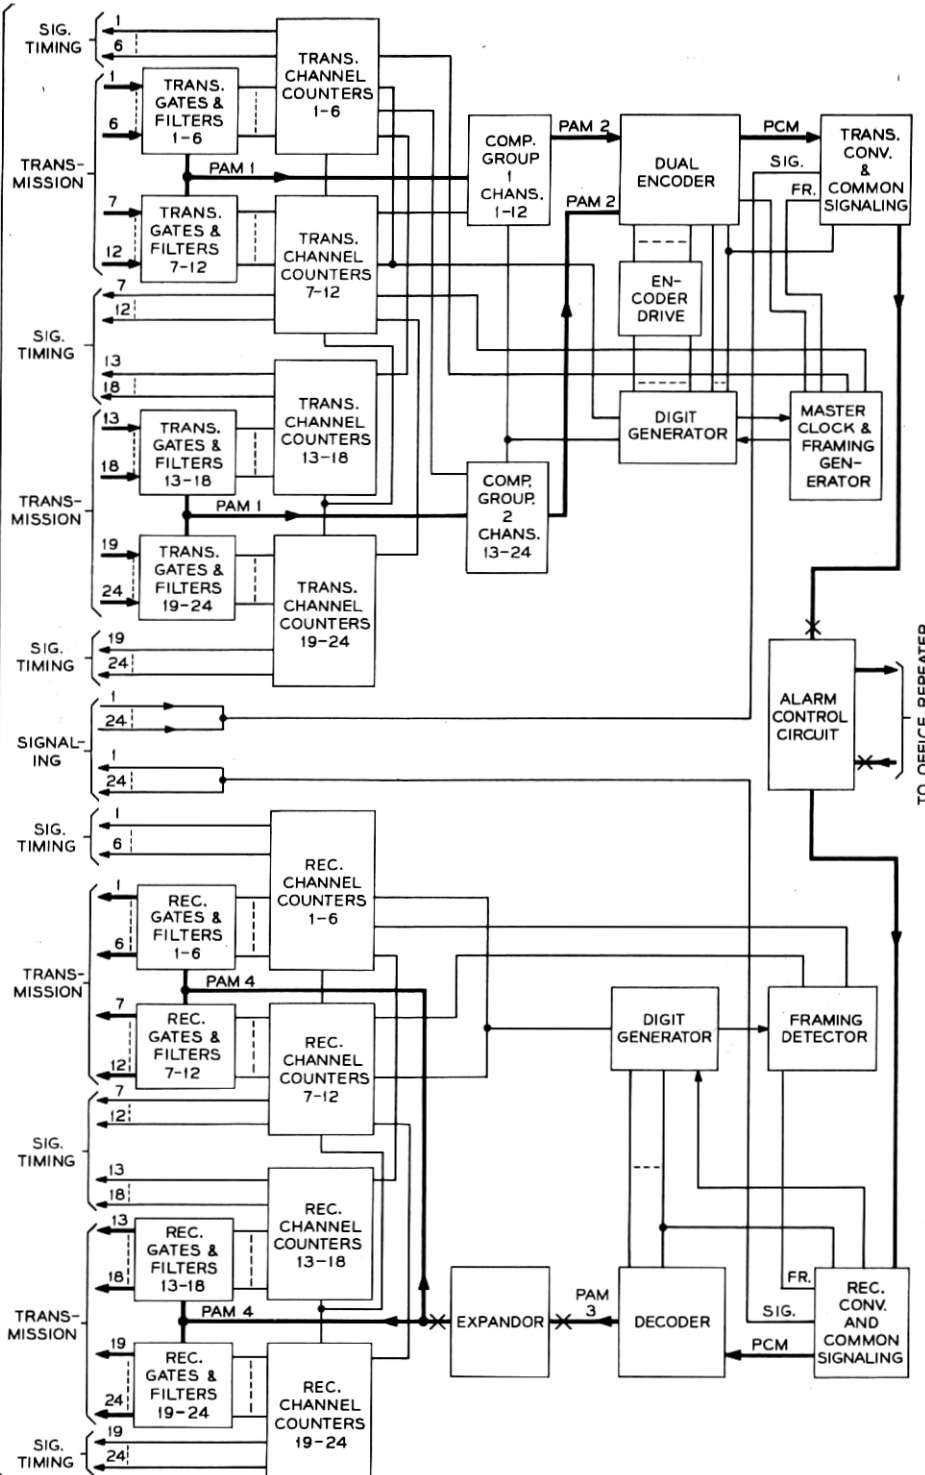 SIG.
TIMING
1
6
TRANS.
CHANNEL
COUNTERS
1-6
TRANS-
MISSION
1
6
TRANS.
GATES &
FILTERS
1-6
PAM 1
7
12
TRANS.
GATES &
FILTERS
7-12
TRANS.
CHANNEL
COUNTERS
7-12
COMP.
GROUP
1
CHANS.
1-12
PAM 2
PAM 2
DUAL
ENCODER
PCM
SIG.
FR.
TRANS.
CONV.
&
COMMON
SIGNALING
EN-
CODER
DRIVE
SIG.
TIMING
7
12
13
18
TRANS.
CHANNEL
COUNTERS
13-18
DIGIT
GENERATOR
MASTER
CLOCK &
FRAMING
GEN-
ERATOR
TRANS-
MISSION
13
18
TRANS.
GATES &
FILTERS
13-18
PAM 1
19
24
TRANS.
GATES &
FILTERS
19-24
COMP.
GROUP.
2
CHANS.
13-24
TRANS.
CHANNEL
COUNTERS
19-24
SIG.
TIMING
19
24
SIGNAL-
ING
1
24
1
24
ALARM
CONTROL
CIRCUIT
TO OFFICE REPEATER
SIG.
TIMING
1
6
REC.
CHANNEL
COUNTERS
1-6
TRANS-
MISSION
1
6
REC.
GATES &
FILTERS
1-6
PAM 4
7
12
REC.
GATES &
FILTERS
7-12
REC.
CHANNEL
COUNTERS
7-12
DIGIT
GENERATOR
FRAMING
DETECTOR
SIG.
TIMING
7
12
13
18
REC.
CHANNEL
COUNTERS
13-18
TRANS-
MISSION
13
18
REC.
GATES &
FILTERS
13-18
PAM 4
19
24
REC.
GATES &
FILTERS
19-24
REC.
CHANNEL
COUNTERS
19-24
EXPANDOR
PAM
3
DECODER
PCM
FR.
SIG.
REC.
CONV.
AND
COMMON
SIGNALING
SIG.
TIMING
19
24